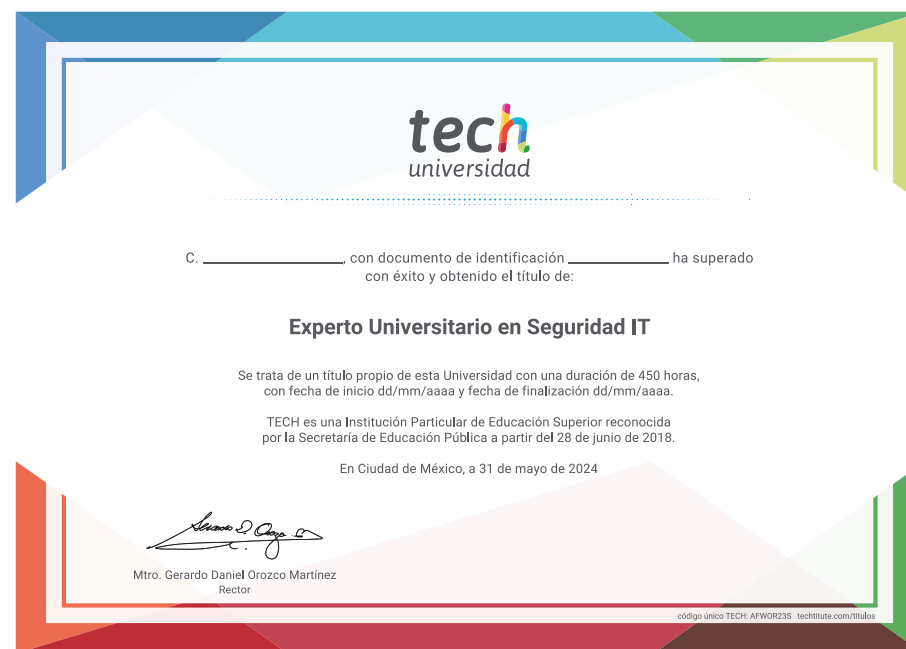 tech
universidad
C. ____________, con documento de identificación ____________ ha superado
con éxito y obtenido el título de:
Experto Universitario en Seguridad IT
Se trata de un título propio de esta Universidad con una duración de 450 horas,
con fecha de inicio dd/mm/aaaa y fecha de finalización dd/mm/aaaa.
TECH es una Institución Particular de Educación Superior reconocida
por la Secretaría de Educación Pública a partir del 28 de junio de 2018.
En Ciudad de México, a 31 de mayo de 2024
Mtro. Gerardo Daniel Orozco Martínez
Rector
código único TECH: AFWOR23S techtitute.com/titulos